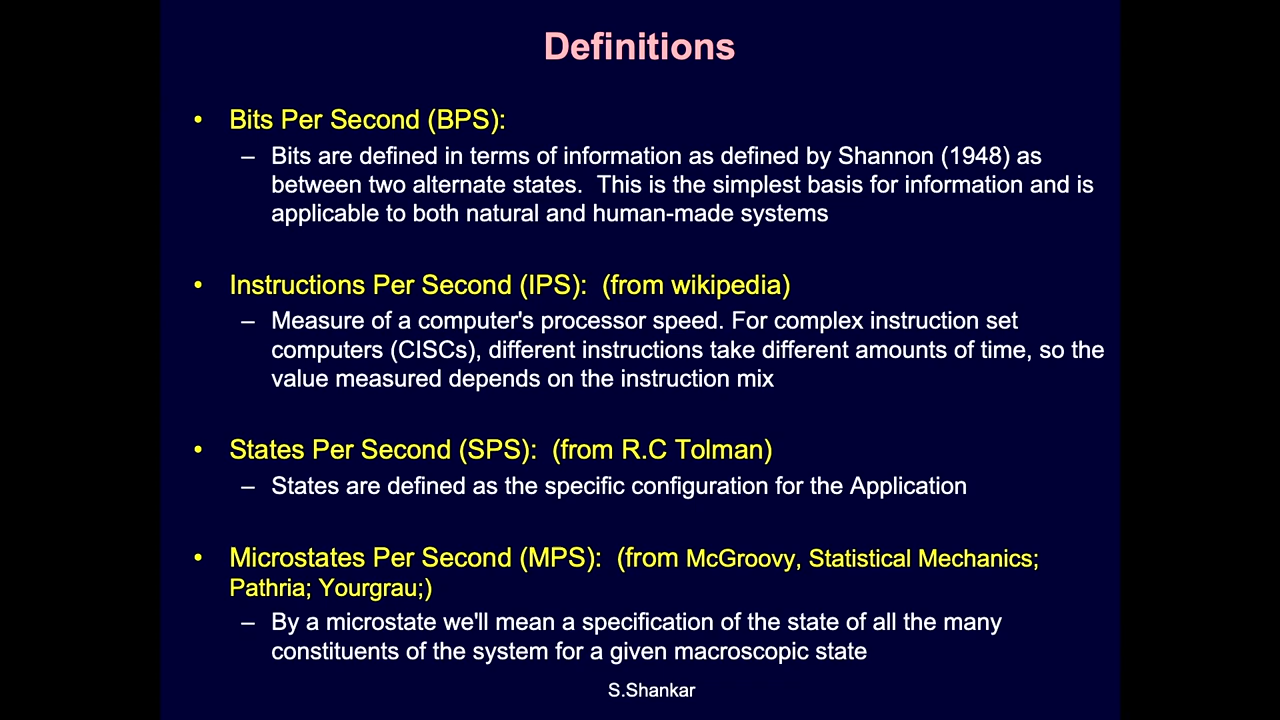 Definitions
• Bits Per Second (BPS):
– Bits are defined in terms of information as defined by Shannon (1948) as
between two alternate states.  This is the simplest basis for information and is
applicable to both natural and human-made systems
• Instructions Per Second (IPS):  (from wikipedia)
– Measure of a computer's processor speed. For complex instruction set
computers (CISCs), different instructions take different amounts of time, so the
value measured depends on the instruction mix
• States Per Second (SPS):  (from R.C Tolman)
– States are defined as the specific configuration for the Application
• Microstates Per Second (MPS):  (from McGroovy, Statistical Mechanics;
Pathria; Yourgrau;)
– By a microstate we'll mean a specification of the state of all the many
constituents of the system for a given macroscopic state
S.Shankar